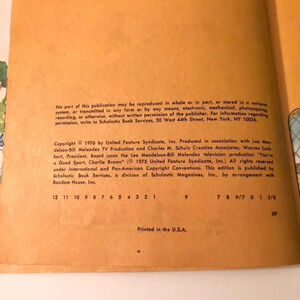 No part of this publication may be reproduced in whole or in part, or stored in a retrieval
system, or transmitted in any form or by any means, electronic, mechanical, photocopying,
recording, or otherwise, without written permission of the publisher. For information regarding
permission, write to Scholastic Book Services, 50 West 44th Street, New York, NY 10036.
Copyright © 1976 by United Feature Syndicate, Inc. Produced in association with Lee Men-
delson-Bill Melendez TV Production and Charles M. Schulz Creative Associates, Warren Lock-
hart, President. Based upon the Lee Mendelson-Bill Melendez television production "You're
a Good Sport, Charlie Brown" © 1975 United Feature Syndicate, Inc.) All rights reserved
under International and Pan-American Copyright Conventions. This edition is published by
Scholastic Book Services, a division of Scholastic Magazines, Inc., by arrangement with
Random House, Inc.
12 11 10 9 8 7 6 5 4 3 2 1 9 7 8 9/7 0 1 2/8
09
Printed in the U.S.A.